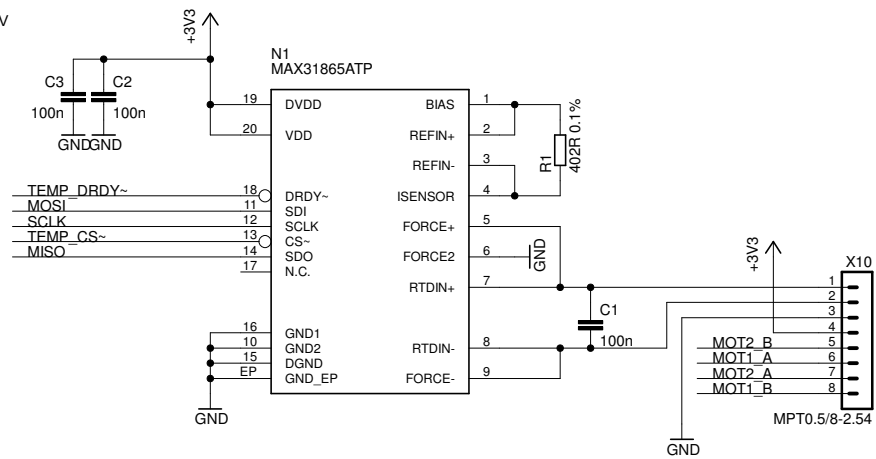 V
+3V3
N1
MAX31865ATP
C3
C2
100n
100n
GND
GND
19 DVDD
20 VDD
TEMP_DRDY~ 18 DRDY~
MOSI 11 SDI
SCLK 12 SCLK
TEMP_CS~ 13 CS~
MISO 14 SDO
17 N.C.
16 GND1
10 GND2
15 DGND
EP GND_EP
GND
BIAS 1
REFIN+ 2
REFIN- 3
ISENSOR 4
FORCE+ 5
FORCE2 6
RTDIN+ 7
RTDIN- 8
FORCE- 9
R1
402R 0.1%
GND
C1
100n
+3V3
X10
1
2
3
4
MOT2_B 5
MOT1_A 6
MOT2_A 7
MOT1_B 8
MPT0.5/8-2.54
GND